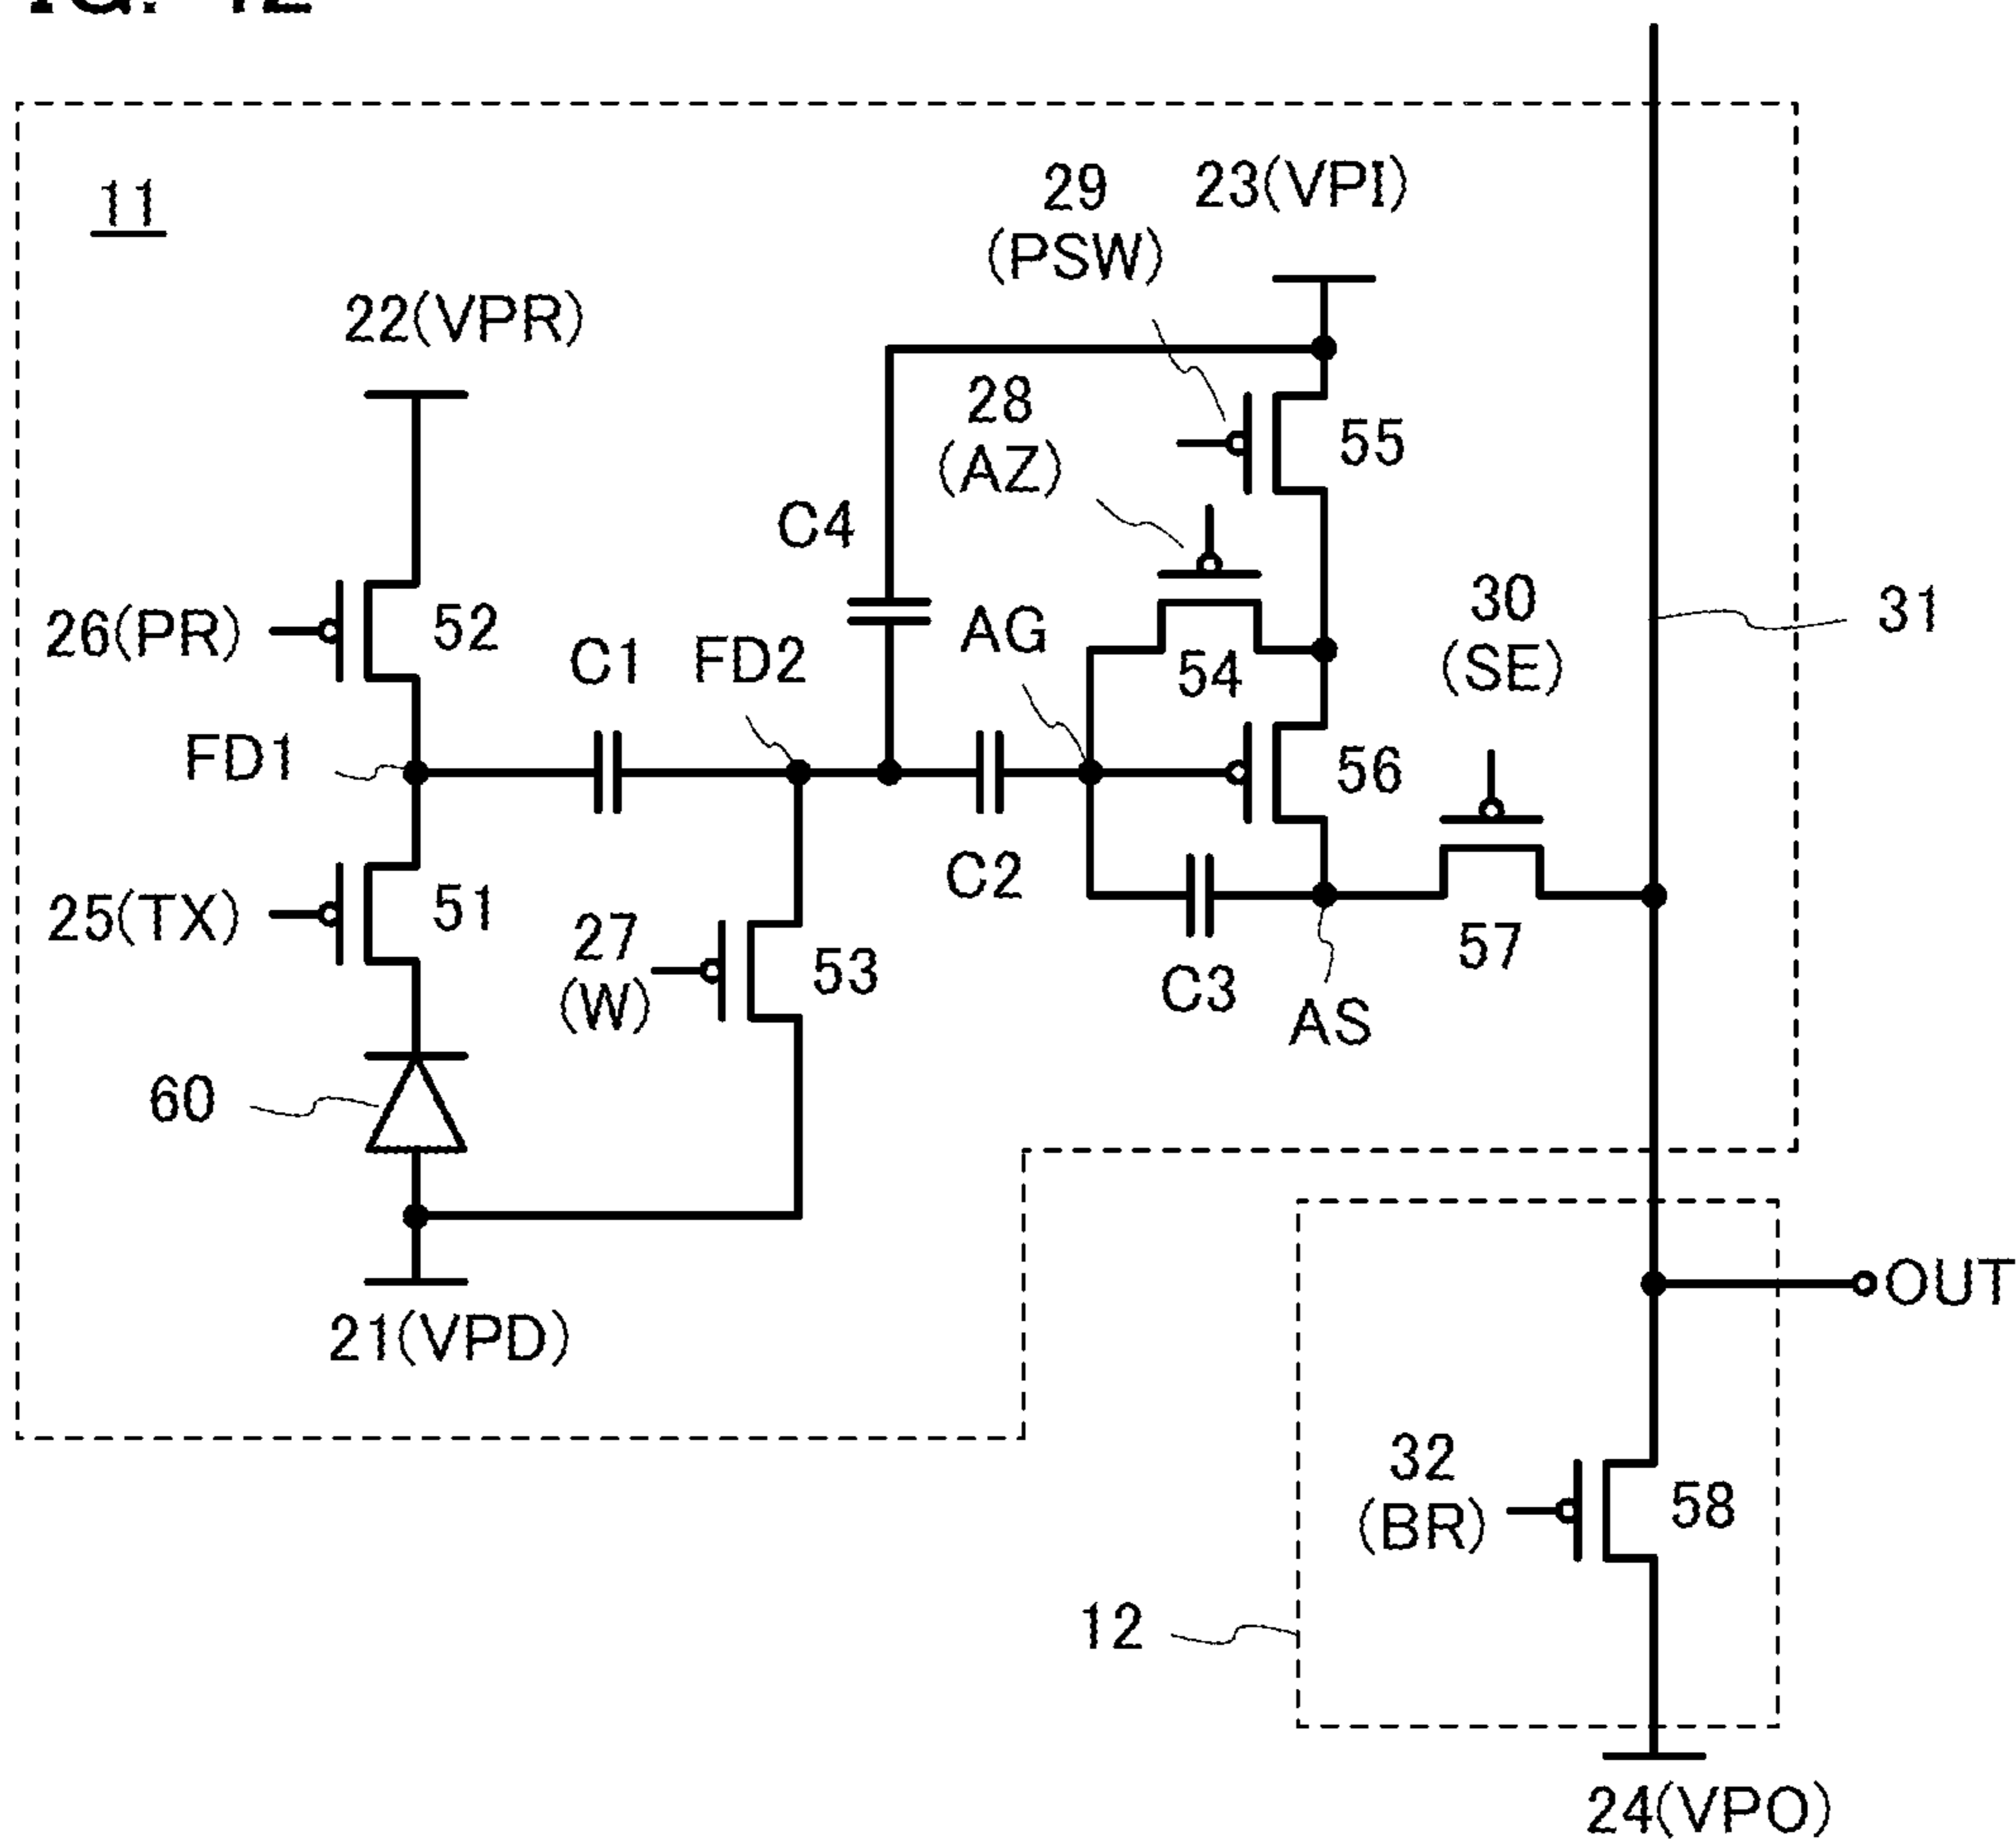 11
22(VPR)
29
(PSW)
23(VPI)
28
(AZ)
55
C4
26(PR)
52
C1
FD2
AG
54
30
(SE)
31
FD1
56
C2
25(TX)
51
27
(W)
53
C3
AS
57
60
21(VPD)
OUT
32
(BR)
58
12
24(VPO)